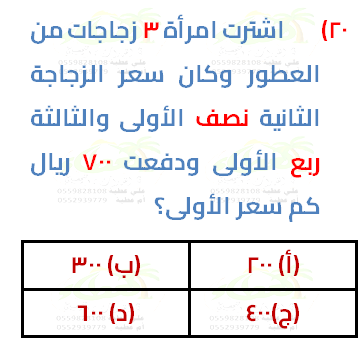 ٢٠) اشترت امرأة ٣ زجاجات من
العطور وكان سعر الزجاجة
الثانية نصف الأولى والثالثة
ربع الأولى ودفعت ٧٠٠ ريال
كم سعر الأولى؟
(أ) ٢٠٠ (ب) ٣٠٠
(ج) ٤٠٠ (د) ٦٠٠